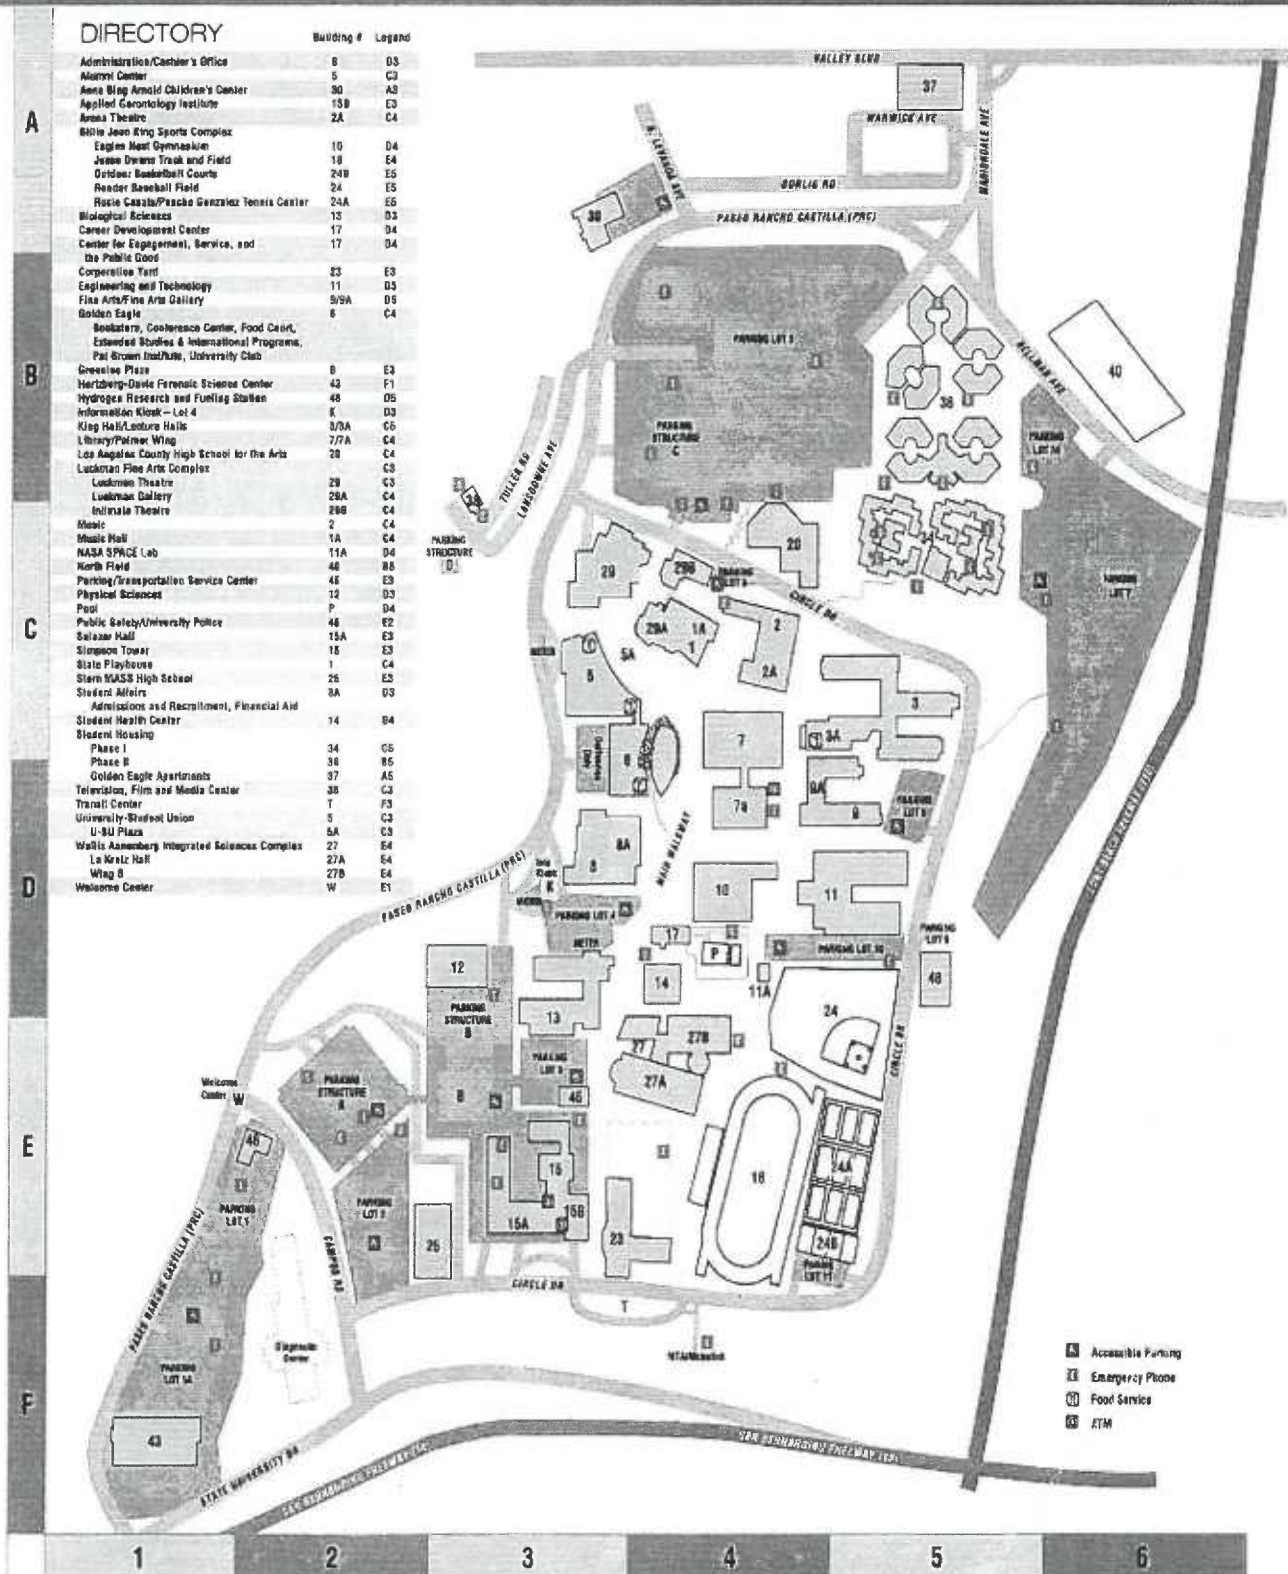 DIRECTORY Building # Legend
Administration/Cashier's Office 8 D3
Alumni Center 5 C3
Anna Bing Arnold Children's Center 30 A3
Applied Gerontology Institute 15B E3
Arena Theatre 2A C4
Billie Jean King Sports Complex
Eagles Nest Gymnasium 10 D4
Jesse Owens Track and Field 18 E4
Outdoor Basketball Courts 24B E5
Reeder Baseball Field 24 E5
Rosie Casals/Pancho Gonzalez Tennis Center 24A E5
Biological Sciences 13 D3
Career Development Center 17 D4
Center for Engagement, Service, and 17 D4
the Public Good
Corporation Yard 23 E3
Engineering and Technology 11 D5
Fine Arts/Fine Arts Gallery 9/9A D5
Golden Eagle 6 C4
Bookstore, Conference Center, Food Court,
Extended Studies & International Programs,
Pat Brown Institute, University Club
Greenlee Plaza B E3
Hertzberg-Davis Forensic Science Center 43 F1
Hydrogen Research and Fueling Station 48 D5
Information Kiosk – Lot 4 K D3
King Hall/Lecture Halls 3/3A C5
Library/Palmer Wing 7/7A C4
Los Angeles County High School for the Arts 20 C4
Luckman Fine Arts Complex C3
Luckman Theatre 29 C3
Luckman Gallery 29A C4
Intimate Theatre 29B C4
Music 2 C4
Music Hall 1A C4
NASA SPACE Lab 11A D4
North Field 40 B5
Parking/Transportation Service Center 45 E3
Physical Sciences 12 D3
Pool P D4
Public Safety/University Police 46 E2
Salazar Hall 15A E3
Simpson Tower 15 E3
State Playhouse 1 C4
Stern MASS High School 25 E3
Student Affairs 8A D3
Admissions and Recruitment, Financial Aid
Student Health Center 14 D4
Student Housing
Phase I 34 C5
Phase II 36 B5
Golden Eagle Apartments 37 A5
Television, Film and Media Center 38 C3
Transit Center T F3
University-Student Union 5 C3
U-SU Plaza 5A C3
Wallis Annenberg Integrated Sciences Complex 27 E4
La Kretz Hall 27A E4
Wing B 27B E4
Welcome Center W E1
A
B
C
D
E
F
VALLEY BLVD
37
WARWICK AVE
MARIONDALE AVE
N. LEVANDA AVE
DORLIS RD
30
PASEO RANCHO CASTILLA (PRC)
PARKING LOT 3
HELLMAN AVE
40
36
PARKING
STRUCTURE
C
PARKING
TULLER RD
LANSDOWNE AVE
38
PARKING
STRUCTURE
D
34
PARKING
LOT 7
29
29B
PARKING
20
CIRCLE DR
29A
1A
1
2
2A
METER
5
5A
3
3A
7
7a
6
9A
9
PARKING
LOT
MAIN WALKWAY
8A
8
PASEO RANCHO CASTILLA (PRC)
Info
Kiosk
K
METER
PARKING LOT 4
METER
10
11
17
P
PARKING LOT 10
PARKING
12
14
11A
48
24
PARKING
STRUCTURE
B
13
27
27B
27A
CIRCLE DR
Welcome
Center W
PARKING
STRUCTURE
A
PARKING
B
45
46
PARKING
15
15A
15B
18
24A
24B
PARKING
PARKING
LOT 1
PARKING
25
23
CAMPUS RD
PASEO RANCHO CASTILLA (PRC)
CIRCLE DR
T
Diagnostic
Center
MTA/Metrolink
PARKING
LOT 1A
43
STATE UNIVERSITY DR
SAN BERNARDINO FREEWAY
Accessible Parking
Emergency Phone
Food Service
ATM
1 2 3 4 5 6